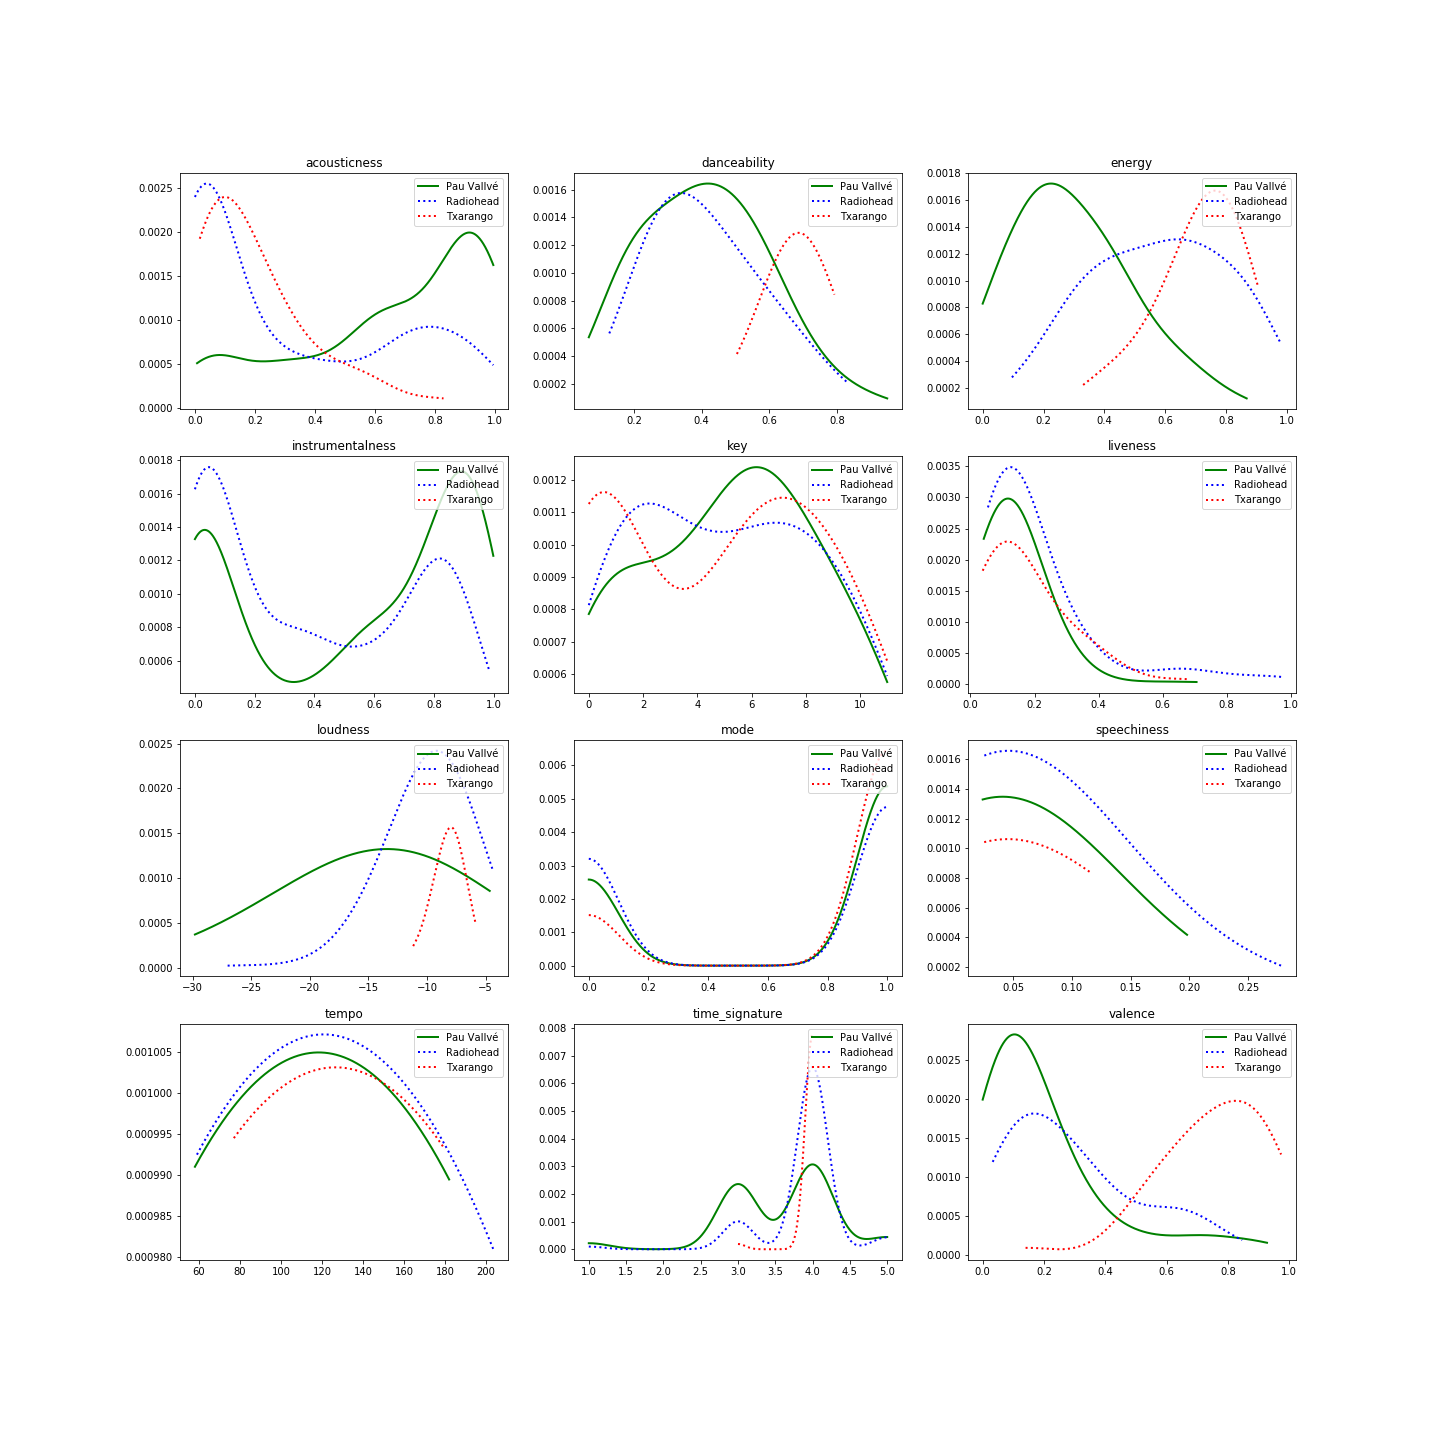 acousticness
0.0025
0.0020
0.0015
0.0010
0.0005
0.0000
0.0 0.2 0.4 0.6 0.8 1.0
Pau Vallvé
Radiohead
Txarango
danceability
0.0016
0.0014
0.0012
0.0010
0.0008
0.0006
0.0004
0.0002
0.2 0.4 0.6 0.8
Pau Vallvé
Radiohead
Txarango
energy
0.0018
0.0016
0.0014
0.0012
0.0010
0.0008
0.0006
0.0004
0.0002
0.0 0.2 0.4 0.6 0.8 1.0
Pau Vallvé
Radiohead
Txarango
instrumentalness
0.0018
0.0016
0.0014
0.0012
0.0010
0.0008
0.0006
0.0 0.2 0.4 0.6 0.8 1.0
Pau Vallvé
Radiohead
Txarango
key
0.0012
0.0011
0.0010
0.0009
0.0008
0.0007
0.0006
0 2 4 6 8 10
Pau Vallvé
Radiohead
Txarango
liveness
0.0035
0.0030
0.0025
0.0020
0.0015
0.0010
0.0005
0.0000
0.0 0.2 0.4 0.6 0.8 1.0
Pau Vallvé
Radiohead
Txarango
loudness
0.0025
0.0020
0.0015
0.0010
0.0005
0.0000
−30 −25 −20 −15 −10 −5
Pau Vallvé
Radiohead
Txarango
mode
0.006
0.005
0.004
0.003
0.002
0.001
0.000
0.0 0.2 0.4 0.6 0.8 1.0
Pau Vallvé
Radiohead
Txarango
speechiness
0.0016
0.0014
0.0012
0.0010
0.0008
0.0006
0.0004
0.0002
0.05 0.10 0.15 0.20 0.25
Pau Vallvé
Radiohead
Txarango
tempo
0.001005
0.001000
0.000995
0.000990
0.000985
0.000980
60 80 100 120 140 160 180 200
Pau Vallvé
Radiohead
Txarango
time_signature
0.008
0.007
0.006
0.005
0.004
0.003
0.002
0.001
0.000
1.0 1.5 2.0 2.5 3.0 3.5 4.0 4.5 5.0
Pau Vallvé
Radiohead
Txarango
valence
0.0025
0.0020
0.0015
0.0010
0.0005
0.0000
0.0 0.2 0.4 0.6 0.8 1.0
Pau Vallvé
Radiohead
Txarango